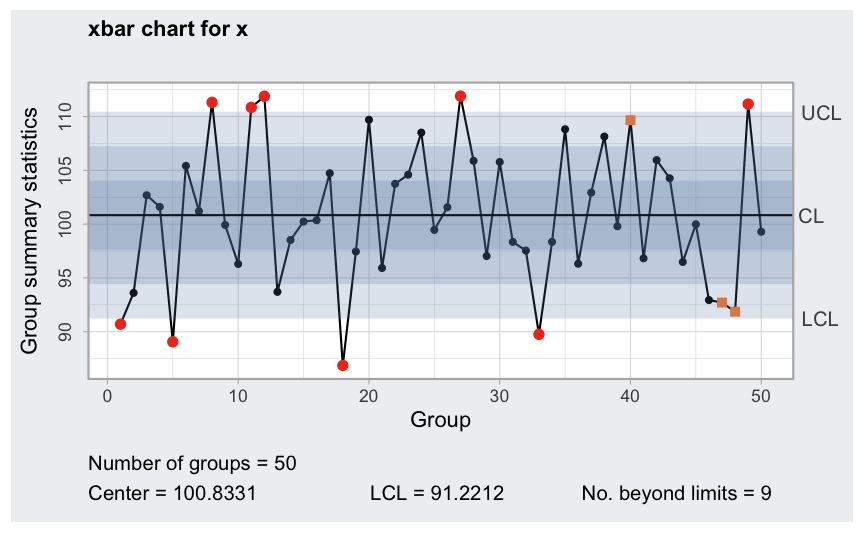 xbar chart for x
Group summary statistics
110
105
100
95
90
UCL
CL
LCL
0 10 20 30 40 50
Group
Number of groups = 50
Center = 100.8331 LCL = 91.2212 No. beyond limits = 9